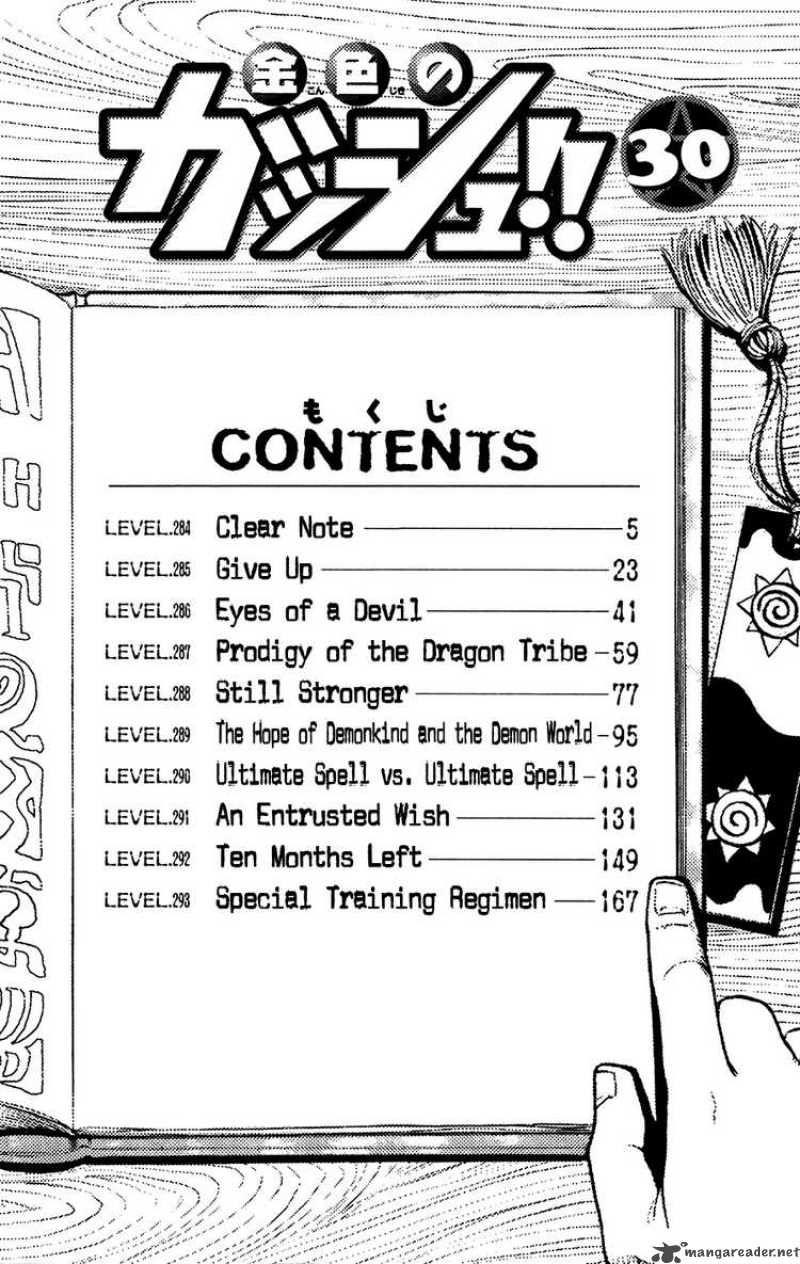 金色の
こん じき
ガッシュ!!
30
もくじ
CONTENTS
LEVEL.284 Clear Note 5
LEVEL.285 Give Up 23
LEVEL.286 Eyes of a Devil 41
LEVEL.287 Prodigy of the Dragon Tribe 59
LEVEL.288 Still Stronger 77
LEVEL.289 The Hope of Demonkind and the Demon World 95
LEVEL.290 Ultimate Spell vs. Ultimate Spell 113
LEVEL.291 An Entrusted Wish 131
LEVEL.292 Ten Months Left 149
LEVEL.293 Special Training Regimen 167
mangareader.net